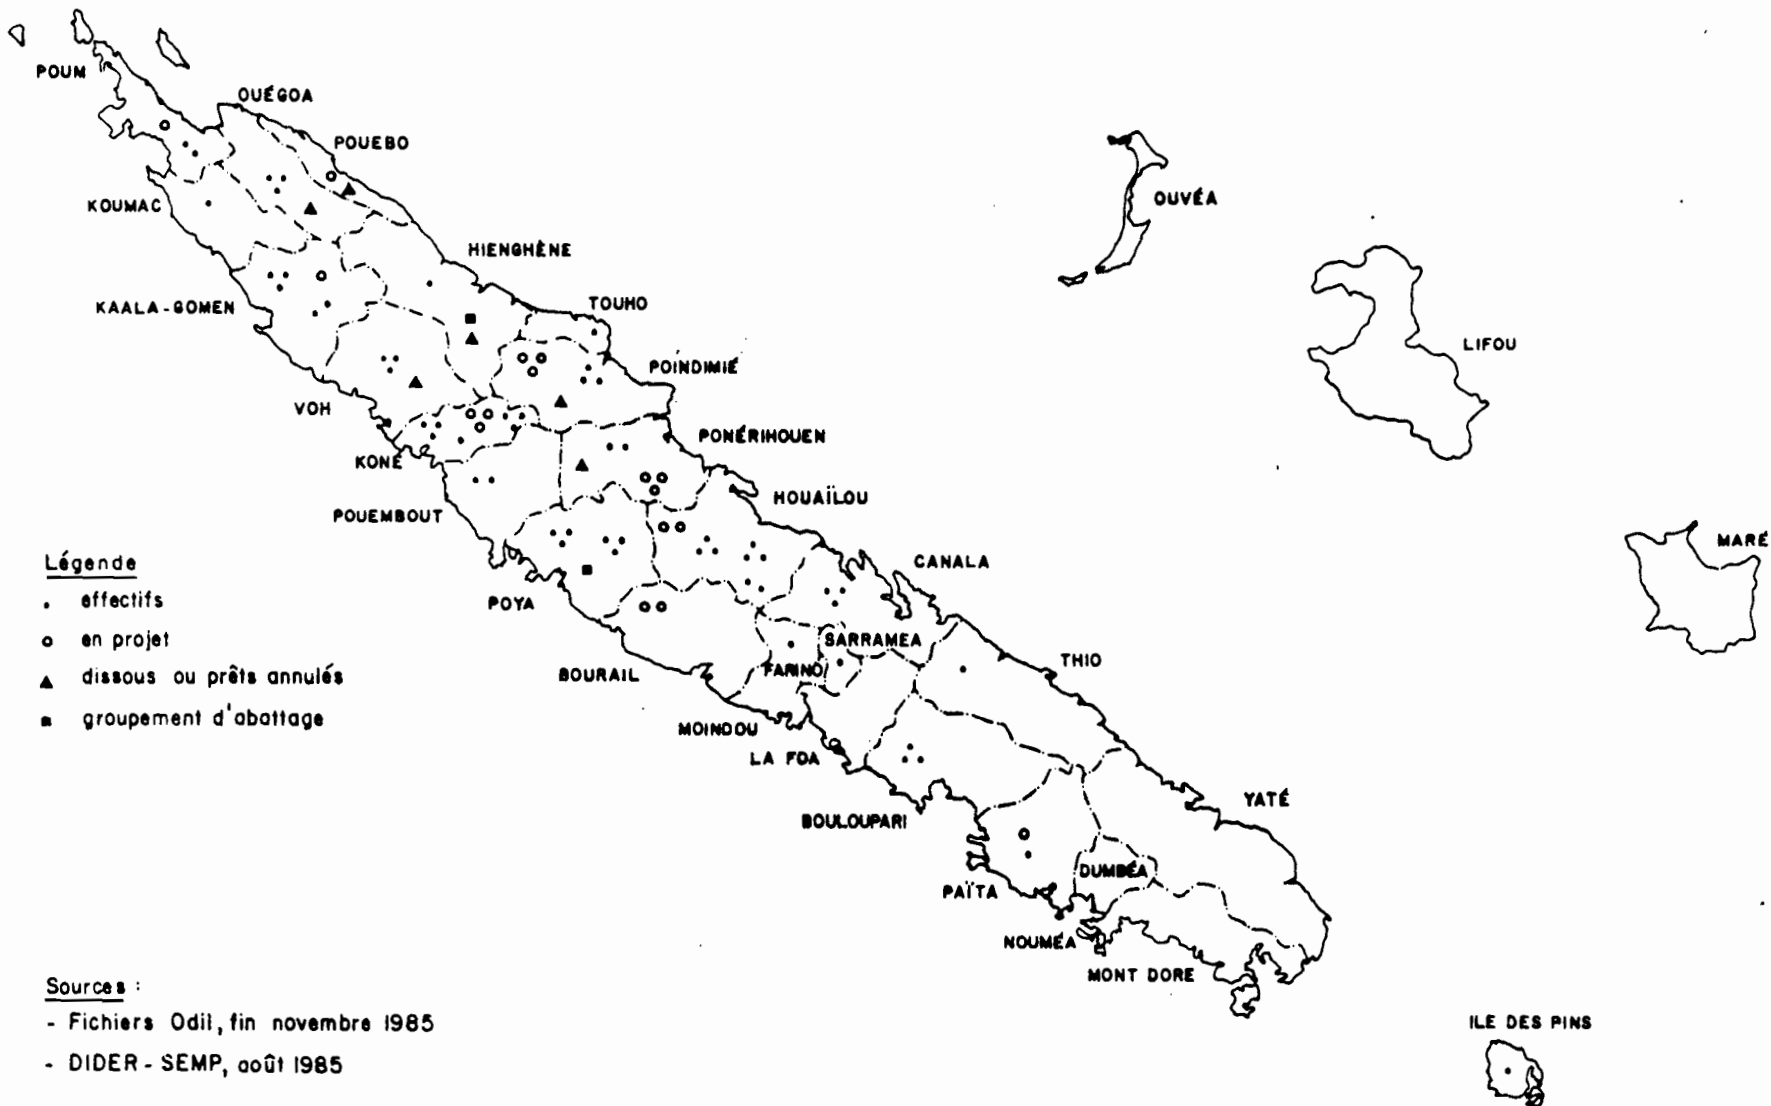 POUM
OUÉGOA
POUEBO
KOUMAC
OUVÉA
HIENGHÈNE
KAALA-GOMEN
TOUHO
LIFOU
POINDIMIÉ
VOH
PONÉRIHOUEN
KONÉ
HOUAÏLOU
POUEMBOUT
MARÉ
CANALA
POYA
SARRAMEA
THIO
FARINO
BOURAIL
MOINDOU
LA FOA
YATÉ
BOULOUPARI
DUMBÉA
PAÏTA
NOUMÉA
MONT DORE
ILE DES PINS
Légende
effectifs
en projet
dissous ou prêts annulés
groupement d'abattage
Sources :
- Fichiers Odil, fin novembre 1985
- DIDER - SEMP, août 1985